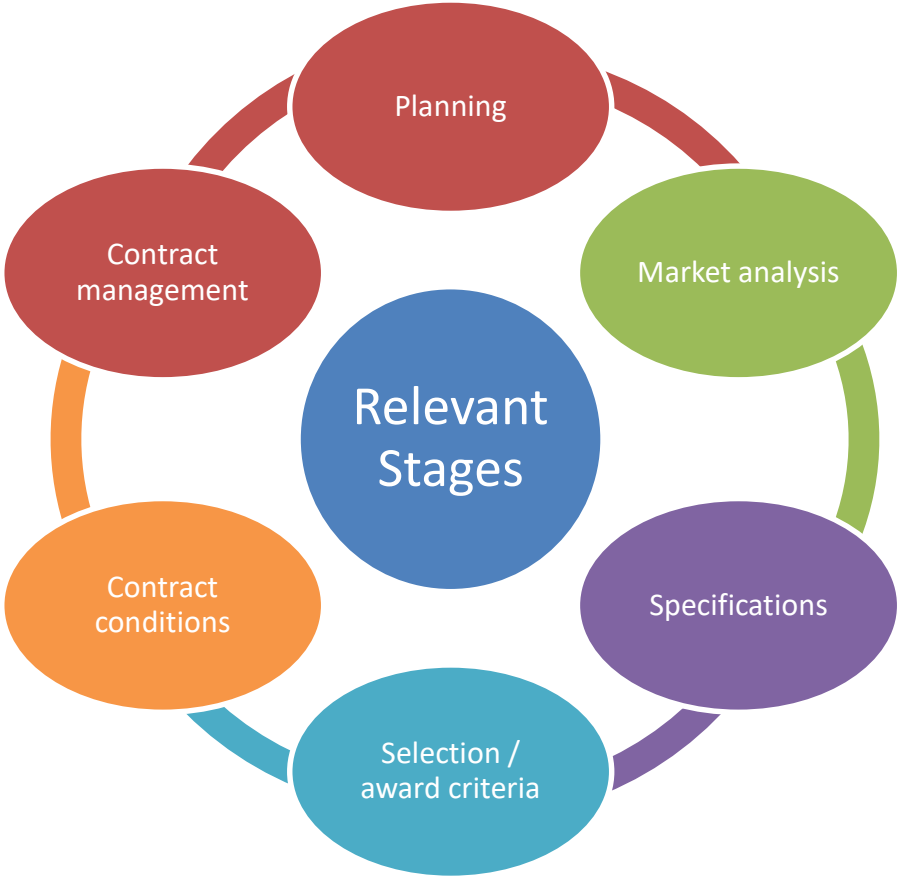 Planning
Market analysis
Specifications
Selection /
award criteria
Contract
conditions
Contract
management
Relevant
Stages